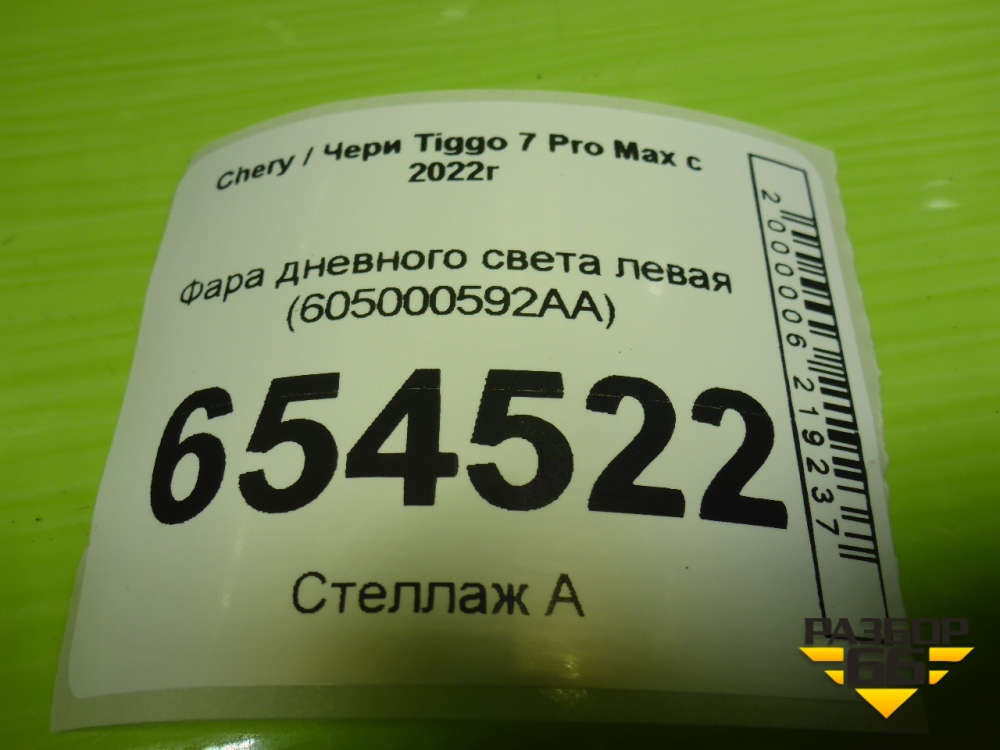 Chery / Чери Tiggo 7 Pro Max с
2022г
Фара дневного света левая
(605000592AA)
654522
Стеллаж А
2000006219237
РАЗБОР
66